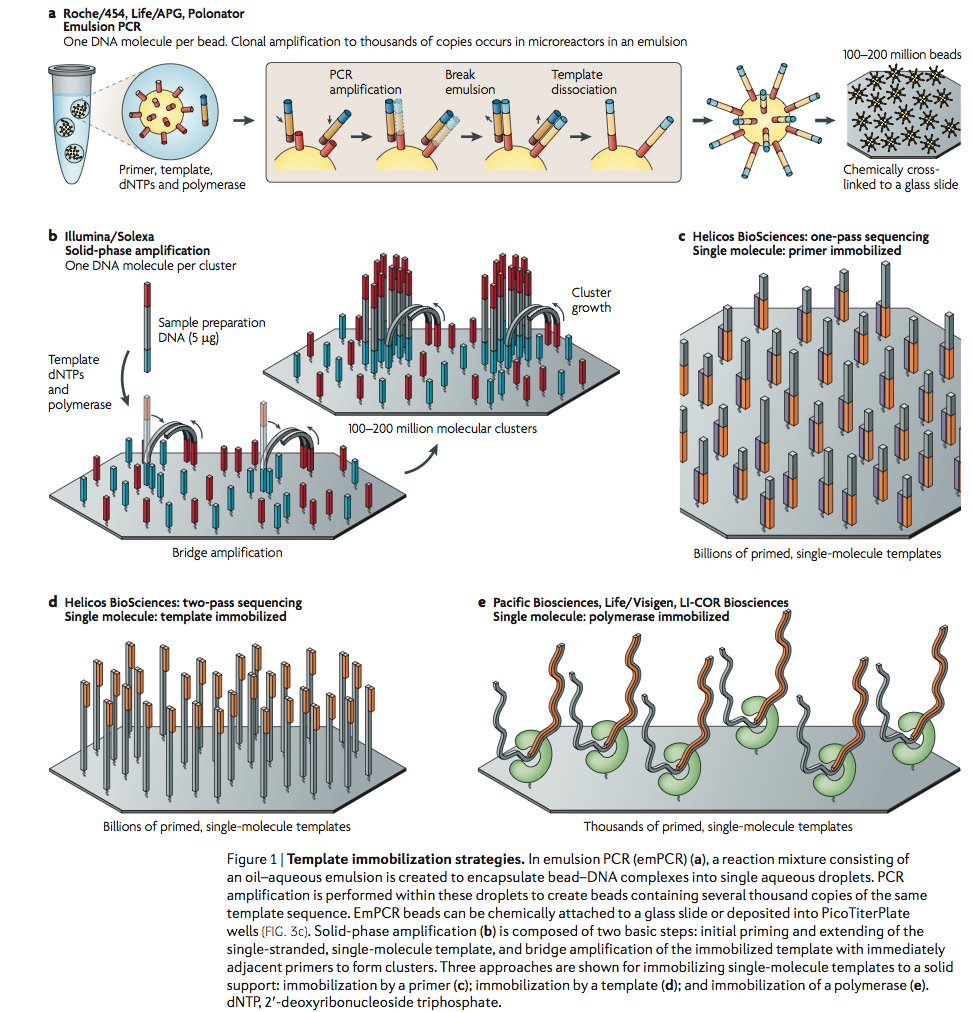 a Roche/454, Life/APG, Polonator
Emulsion PCR
One DNA molecule per bead. Clonal amplification to thousands of copies occurs in microreactors in an emulsion
PCR
amplification
Break
emulsion
Template
dissociation
100–200 million beads
Primer, template,
dNTPs and polymerase
Chemically cross-
linked to a glass slide
b Illumina/Solexa
Solid-phase amplification
One DNA molecule per cluster
Sample preparation
DNA (5 µg)
Template
dNTPs
and
polymerase
Cluster
growth
100–200 million molecular clusters
Bridge amplification
c Helicos BioSciences: one-pass sequencing
Single molecule: primer immobilized
Billions of primed, single-molecule templates
d Helicos BioSciences: two-pass sequencing
Single molecule: template immobilized
Billions of primed, single-molecule templates
e Pacific Biosciences, Life/Visigen, LI-COR Biosciences
Single molecule: polymerase immobilized
Thousands of primed, single-molecule templates
Figure 1 | Template immobilization strategies. In emulsion PCR (emPCR) (a), a reaction mixture consisting of
an oil–aqueous emulsion is created to encapsulate bead–DNA complexes into single aqueous droplets. PCR
amplification is performed within these droplets to create beads containing several thousand copies of the same
template sequence. EmPCR beads can be chemically attached to a glass slide or deposited into PicoTiterPlate
wells (FIG. 3c). Solid-phase amplification (b) is composed of two basic steps: initial priming and extending of the
single-stranded, single-molecule template, and bridge amplification of the immobilized template with immediately
adjacent primers to form clusters. Three approaches are shown for immobilizing single-molecule templates to a solid
support: immobilization by a primer (c); immobilization by a template (d); and immobilization of a polymerase (e).
dNTP, 2′-deoxyribonucleoside triphosphate.